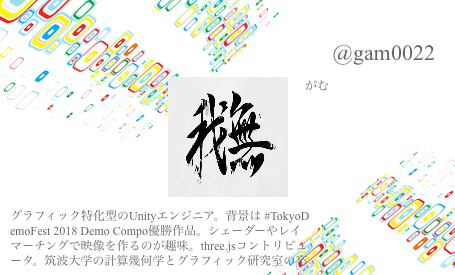 @gam0022
がむ
我無
グラフィック特化型のUnityエンジニア。背景は #TokyoD
emoFest 2018 Demo Compo優勝作品。シェーダーやレイ
マーチングで映像を作るのが趣味。three.jsコントリビュ
ータ。筑波大学の計算幾何学とグラフィック研究室の